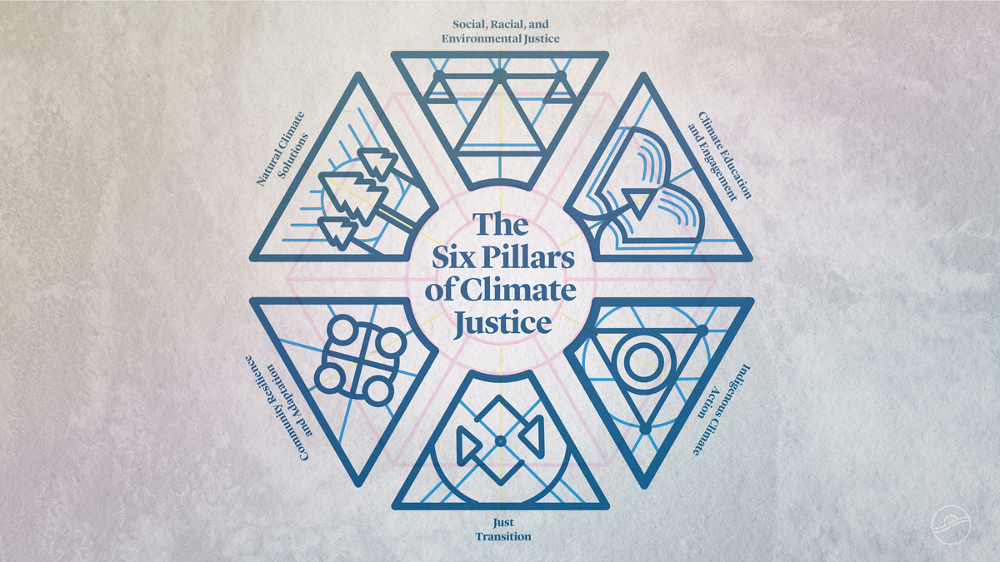 Social, Racial, and
Environmental Justice
Natural Climate
Solutions
Climate Education
and Engagement
The
Six Pillars
of Climate
Justice
Community Resilience
and Adaptation
Indigenous Climate
Action
Just
Transition